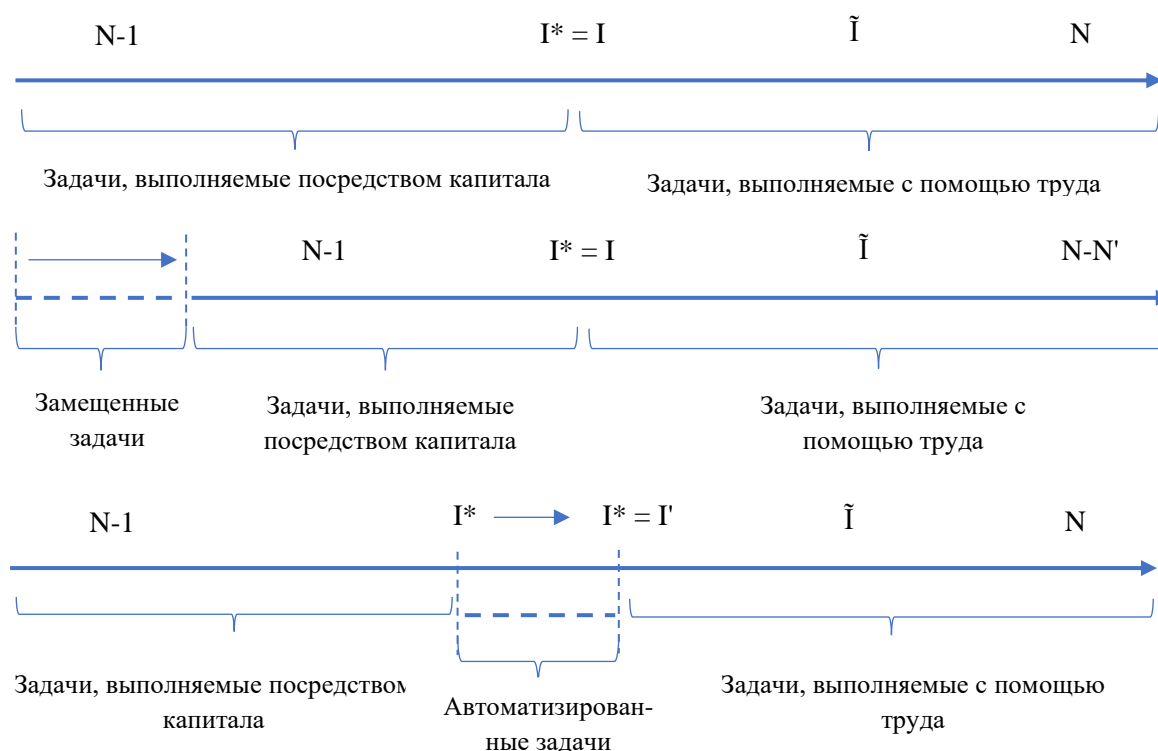 N-1 I* = I Ĩ N
Задачи, выполняемые посредством капитала
Задачи, выполняемые с помощью труда
N-1 I* = I Ĩ N-N'
Замещенные
задачи
Задачи, выполняемые
посредством капитала
Задачи, выполняемые с
помощью труда
N-1 I* I* = I' Ĩ N
Задачи, выполняемые посредством
капитала
Автоматизирован-
ные задачи
Задачи, выполняемые с помощью
труда